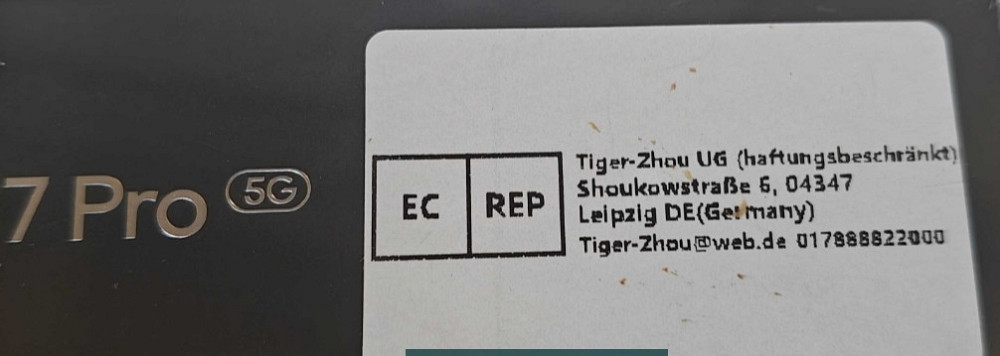 7 Pro 5G
EC REP
Tiger-Zhou UG (haftungsbeschränkt)
Shoukowstraße 6, 04347
Leipzig DE(Germany)
Tiger-Zhou@web.de 017888822000